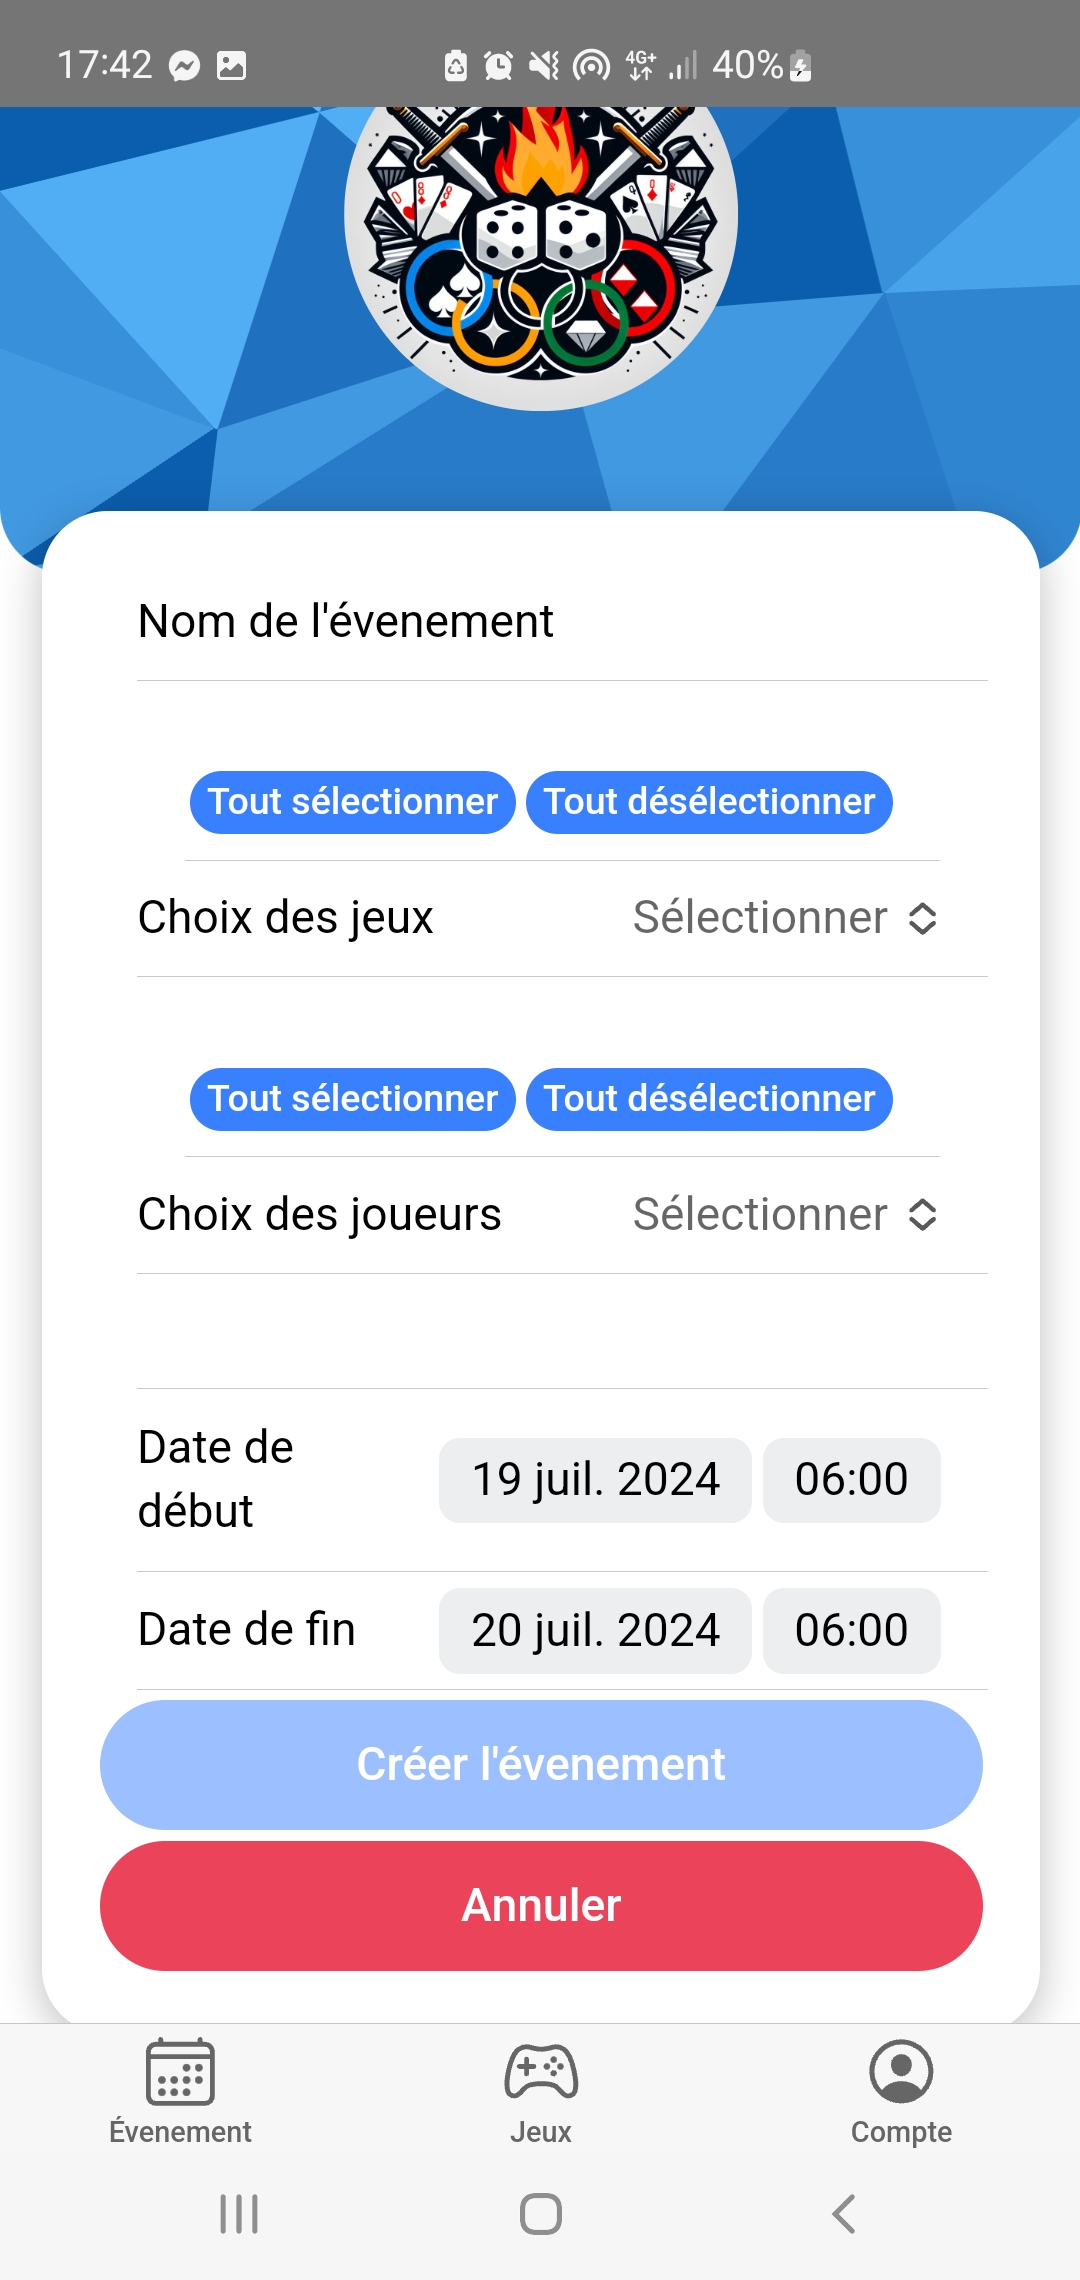 17:42 4G+ 40%
Nom de l'évenement
Tout sélectionner Tout désélectionner
Choix des jeux Sélectionner
Tout sélectionner Tout désélectionner
Choix des joueurs Sélectionner
Date de
début 19 juil. 2024 06:00
Date de fin 20 juil. 2024 06:00
Créer l'évenement
Annuler
Évenement Jeux Compte